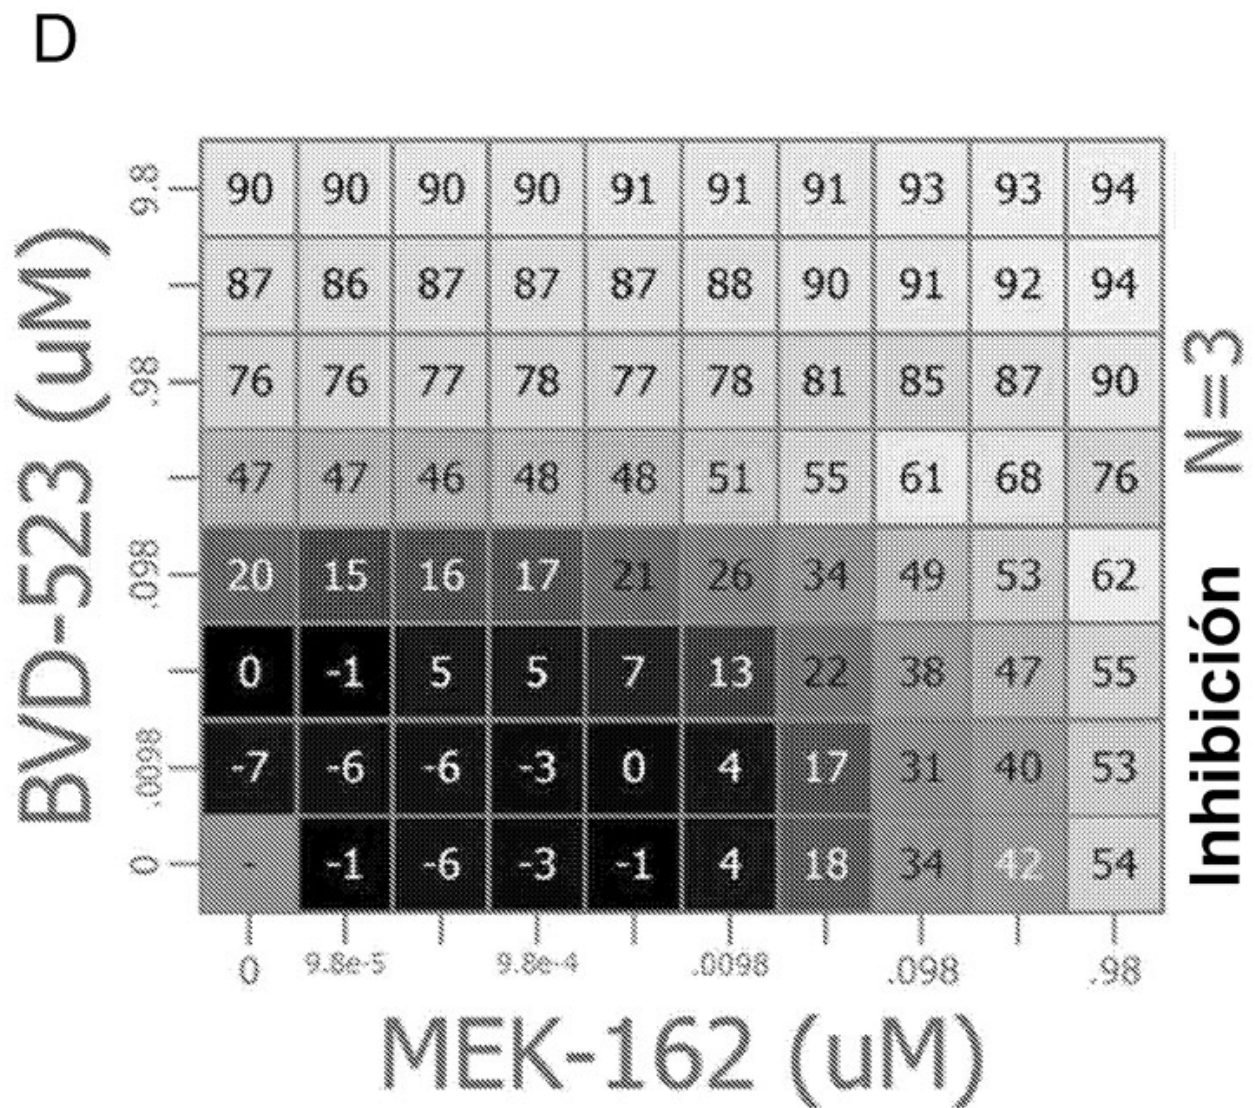 D
BVD-523 (uM)
9.8 90 90 90 90 91 91 91 93 93 94
87 86 87 87 87 88 90 91 92 94
.98 76 76 77 78 77 78 81 85 87 90
47 47 46 48 48 51 55 61 68 76
.098 20 15 16 17 21 26 34 49 53 62
0 -1 5 5 7 13 22 38 47 55
.0098 -7 -6 -6 -3 0 4 17 31 40 53
0 - -1 -6 -3 -1 4 18 34 42 54
0 9.8e-5 9.8e-4 .0098 .098 .98
MEK-162 (uM)
Inhibición N=3